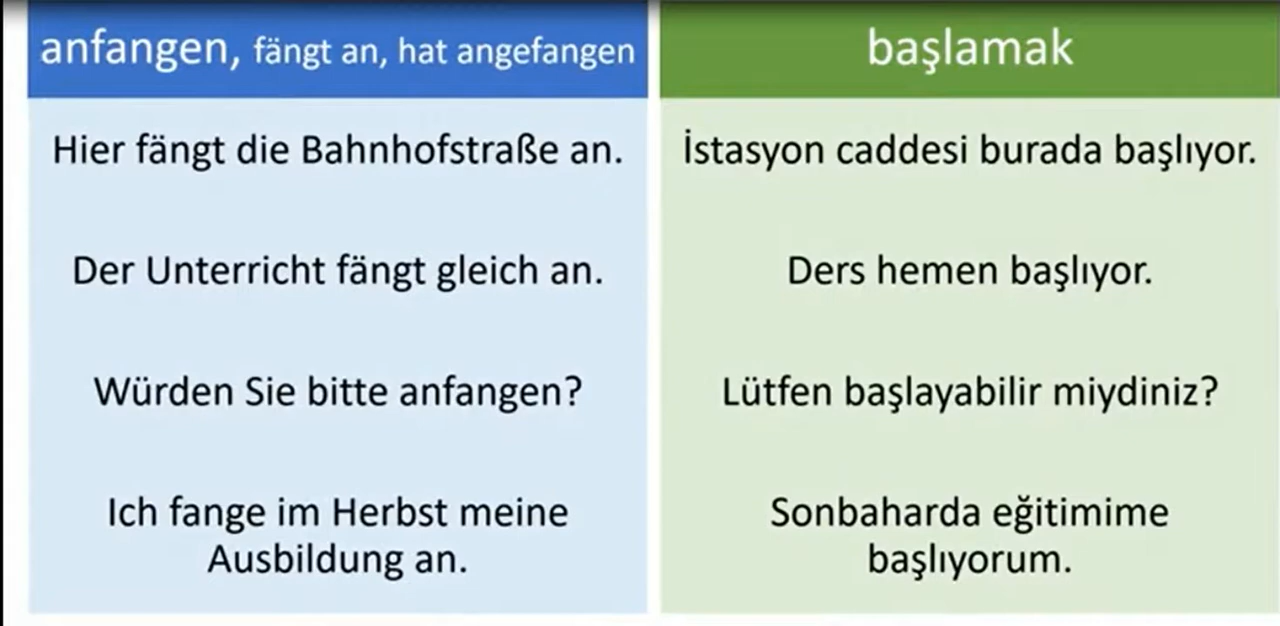 anfangen, fängt an, hat angefangen
başlamak
Hier fängt die Bahnhofstraße an.
İstasyon caddesi burada başlıyor.
Der Unterricht fängt gleich an.
Ders hemen başlıyor.
Würden Sie bitte anfangen?
Lütfen başlayabilir miydiniz?
Ich fange im Herbst meine
Ausbildung an.
Sonbaharda eğitimime
başlıyorum.